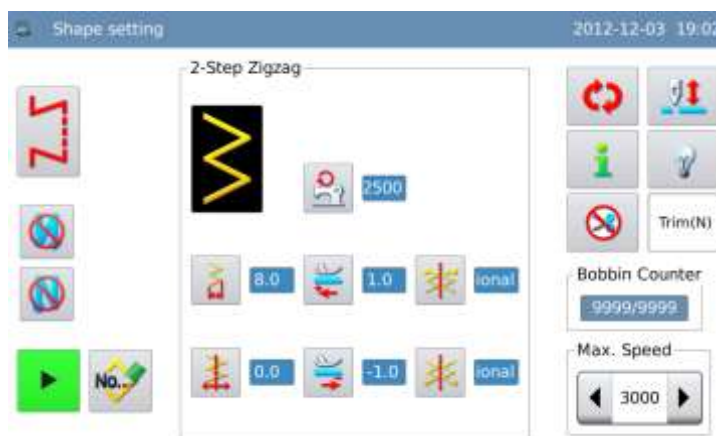 Shape setting
2012-12-03 19:02
2-Step Zigzag
2500
8.0
1.0
ional
0.0
-1.0
ional
No.
Trim(N)
Bobbin Counter
9999/9999
Max. Speed
3000